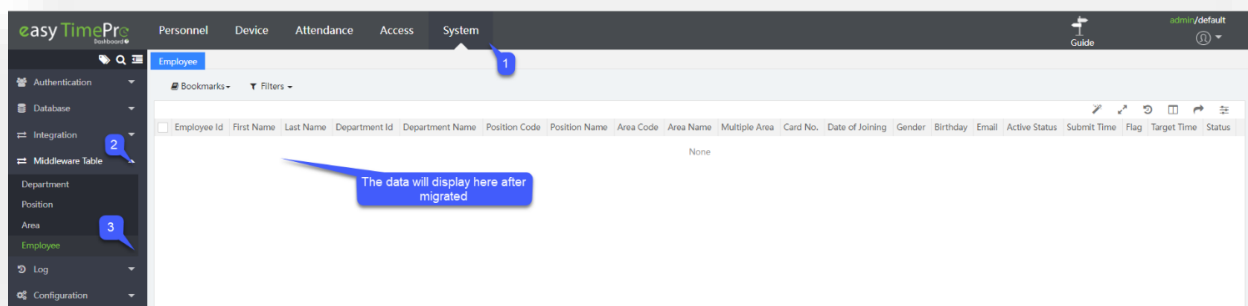 easy TimePro
Dashboard
Personnel Device Attendance Access System
Guide
admin/default
1
Employee
Authentication
Bookmarks
Filters
Database
Integration
2
Employee Id First Name Last Name Department Id Department Name Position Code Position Name Area Code Area Name Multiple Area Card No. Date of Joining Gender Birthday Email Active Status Submit Time Flag Target Time Status
None
Middleware Table
The data will display here after
migrated
Department
Position
Area
3
Employee
Log
Configuration